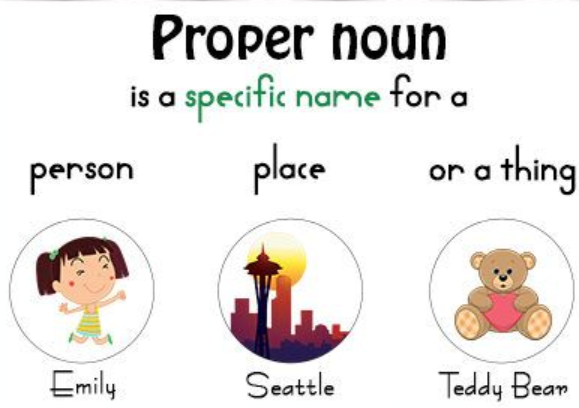 Proper noun
is a specific name for a
person place or a thing
Emily Seattle Teddy Bear